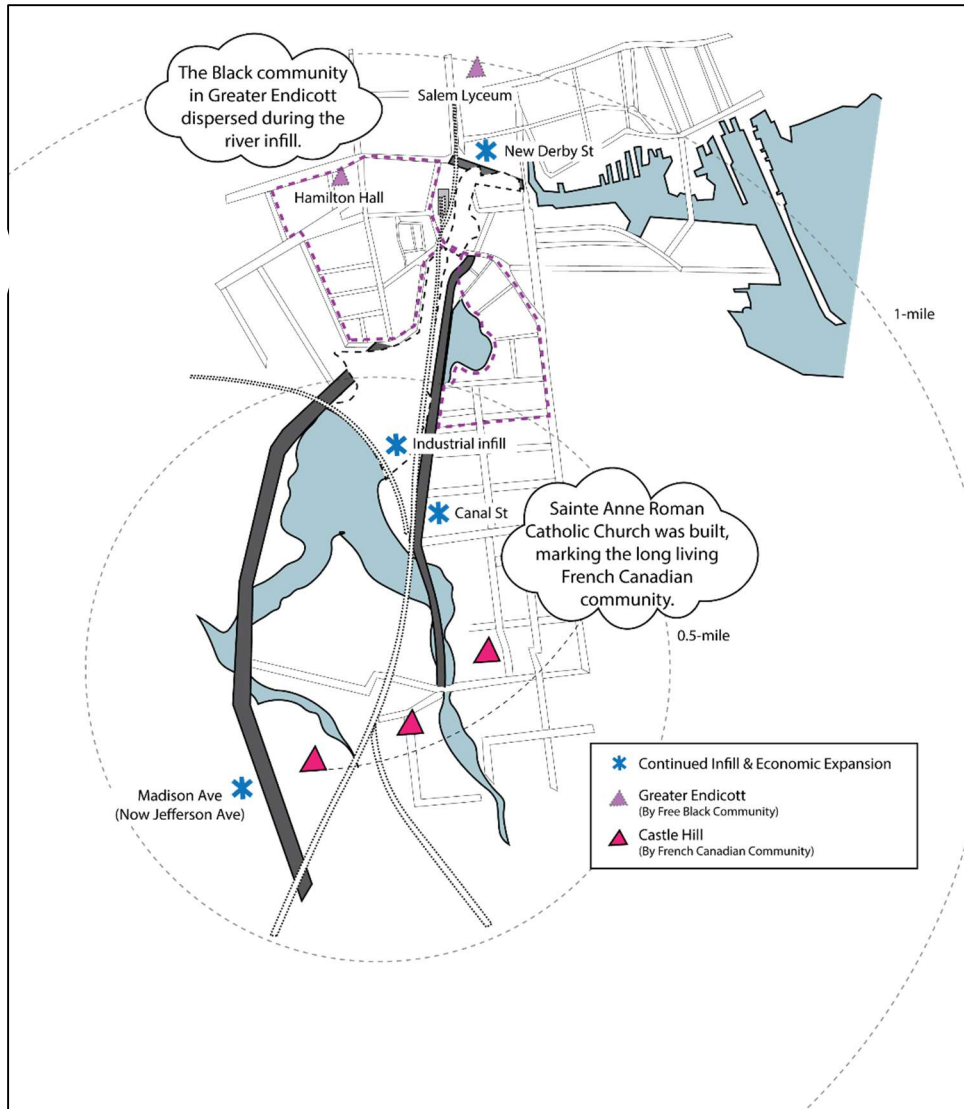 The Black community
in Greater Endicott
dispersed during the
river infill.
Salem Lyceum
New Derby St
Hamilton Hall
1-mile
Industrial infill
Canal St
Sainte Anne Roman
Catholic Church was built,
marking the long living
French Canadian
community.
0.5-mile
Madison Ave
(Now Jefferson Ave)
Continued Infill & Economic Expansion
Greater Endicott
(By Free Black Community)
Castle Hill
(By French Canadian Community)